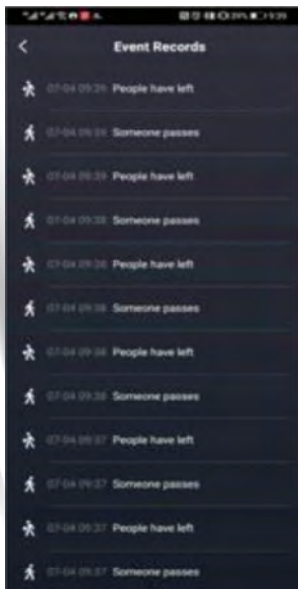 Event Records
07-04 09:39 People have left
07-04 09:39 Someone passes
07-04 09:39 People have left
07-04 09:38 Someone passes
07-04 09:38 People have left
07-04 09:38 Someone passes
07-04 09:38 People have left
07-04 09:38 Someone passes
07-04 09:37 People have left
07-04 09:37 Someone passes
07-04 09:37 People have left
07-04 09:37 Someone passes